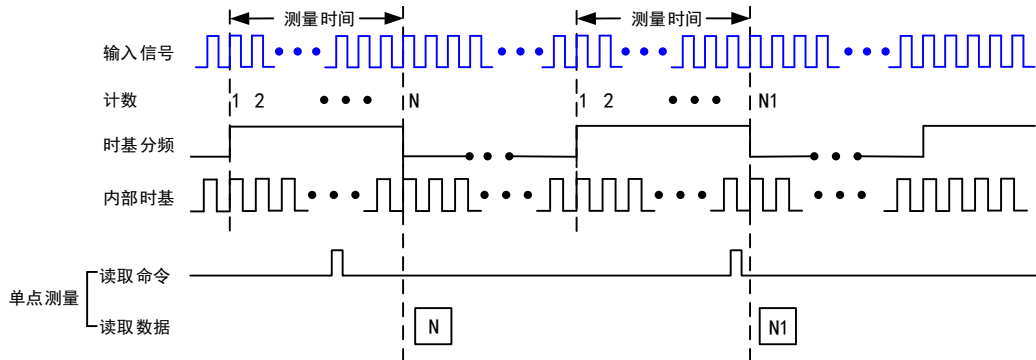 测量时间 测量时间
输入信号
计数 1 2 N 1 2 N1
时基分频
内部时基
读取命令
单点测量
读取数据 N N1